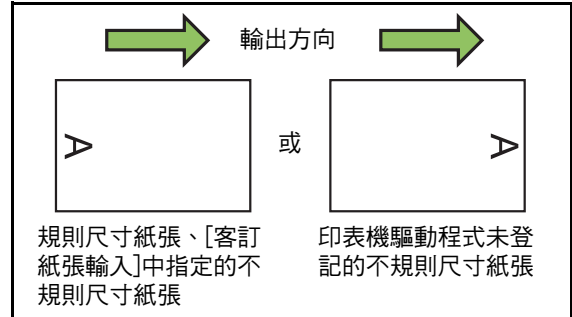 輸出方向
A
或
A
規則尺寸紙張、[客訂
紙張輸入]中指定的不
規則尺寸紙張
印表機驅動程式未登
記的不規則尺寸紙張